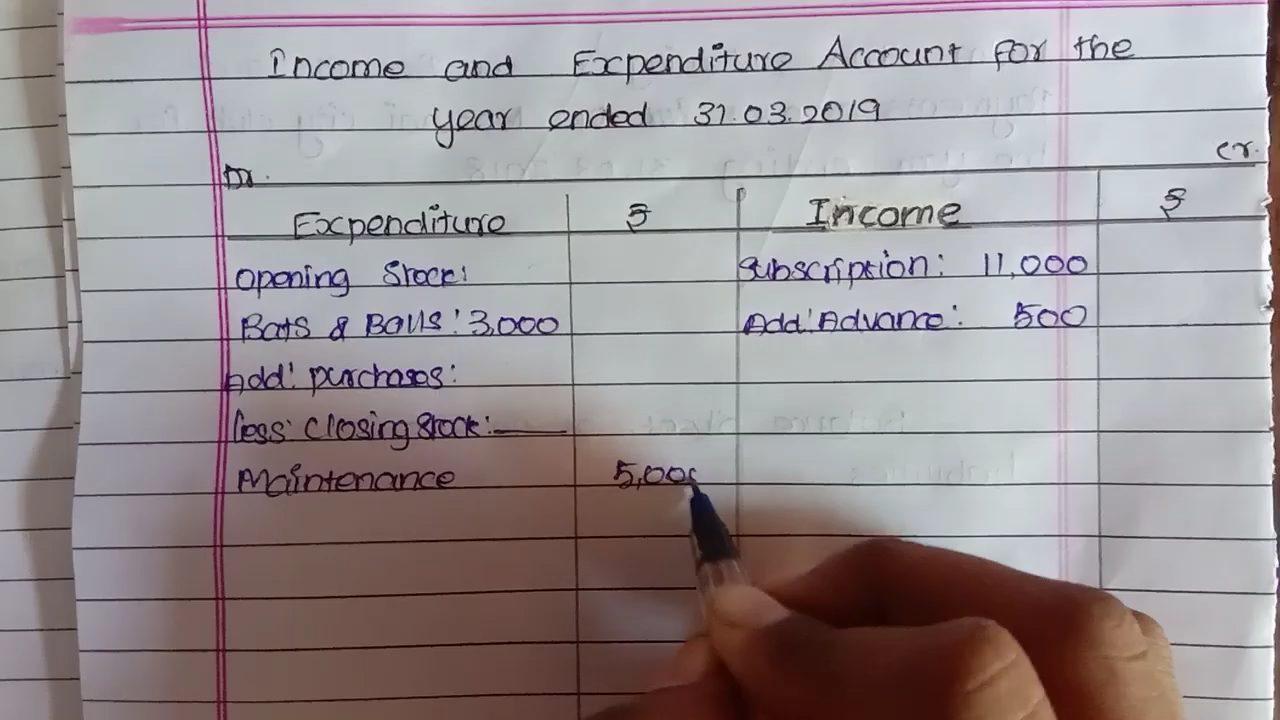 Income and Expenditure Account for the
year ended 31.03.2019
Dr. Cr.
Expenditure ₹ Income ₹
Opening Stock: Subscription: 11,000
Bats & Balls: 3,000 Add: Advance: 500
Add: purchases:
Less: Closing Stock:
Maintenance 5,000